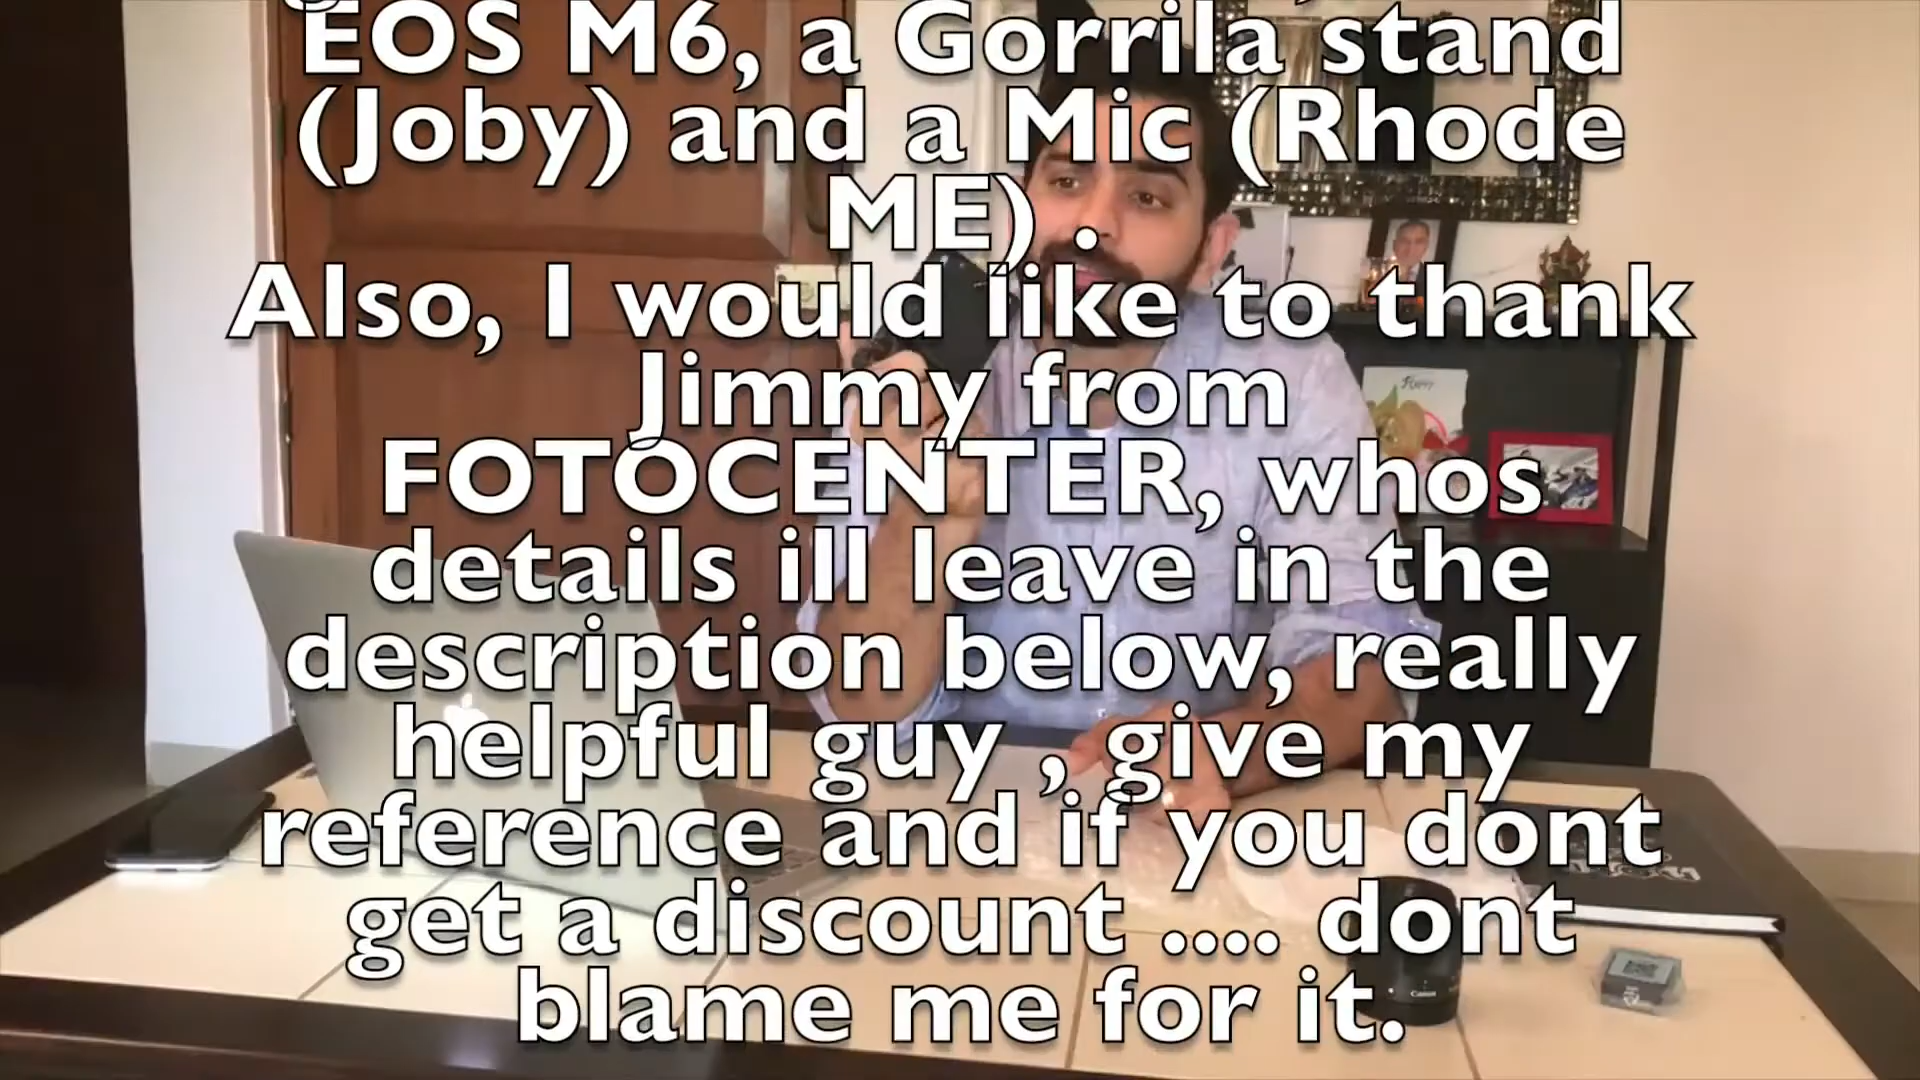 EOS M6, a Gorrila stand
(Joby) and a Mic (Rhode
ME) .
Also, I would like to thank
Jimmy from
FOTOCENTER, whos
details ill leave in the
description below, really
helpful guy , give my
reference and if you dont
get a discount .... dont
blame me for it.
Canon